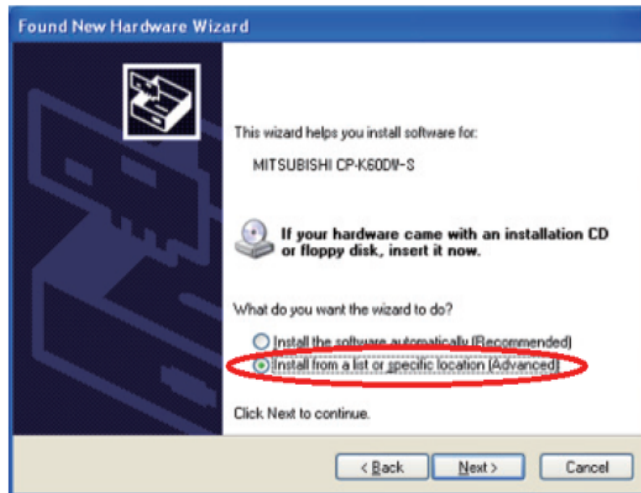 Found New Hardware Wizard
This wizard helps you install software for:
MITSUBISHI CP-K60DW-S
If your hardware came with an installation CD
or floppy disk, insert it now.
What do you want the wizard to do?
Install the software automatically (Recommended)
Install from a list or specific location (Advanced)
Click Next to continue.
< Back
Next >
Cancel